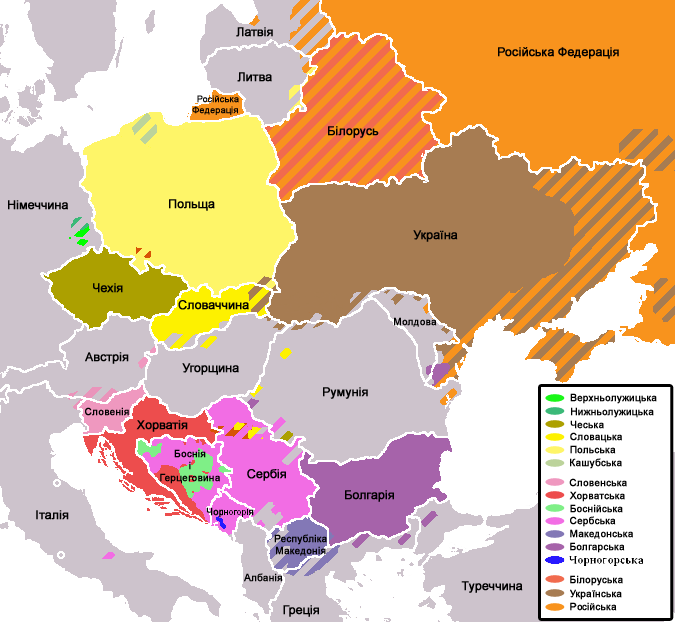 Латвія
Російська Федерація
Литва
Російська
Федерація
Білорусь
Німеччина
Польща
Україна
Чехія
Словаччина
Молдова
Австрія
Угорщина
Румунія
Словенія
Хорватія
Боснія
і
Герцеговина
Сербія
Болгарія
Чорногорія
Італія
Республіка
Македонія
Албанія
Туреччина
Греція
Верхньолужицька
Нижньолужицька
Чеська
Словацька
Польська
Кашубська
Словенська
Хорватська
Боснійська
Сербська
Македонська
Болгарська
Чорногорська
Білоруська
Українська
Російська